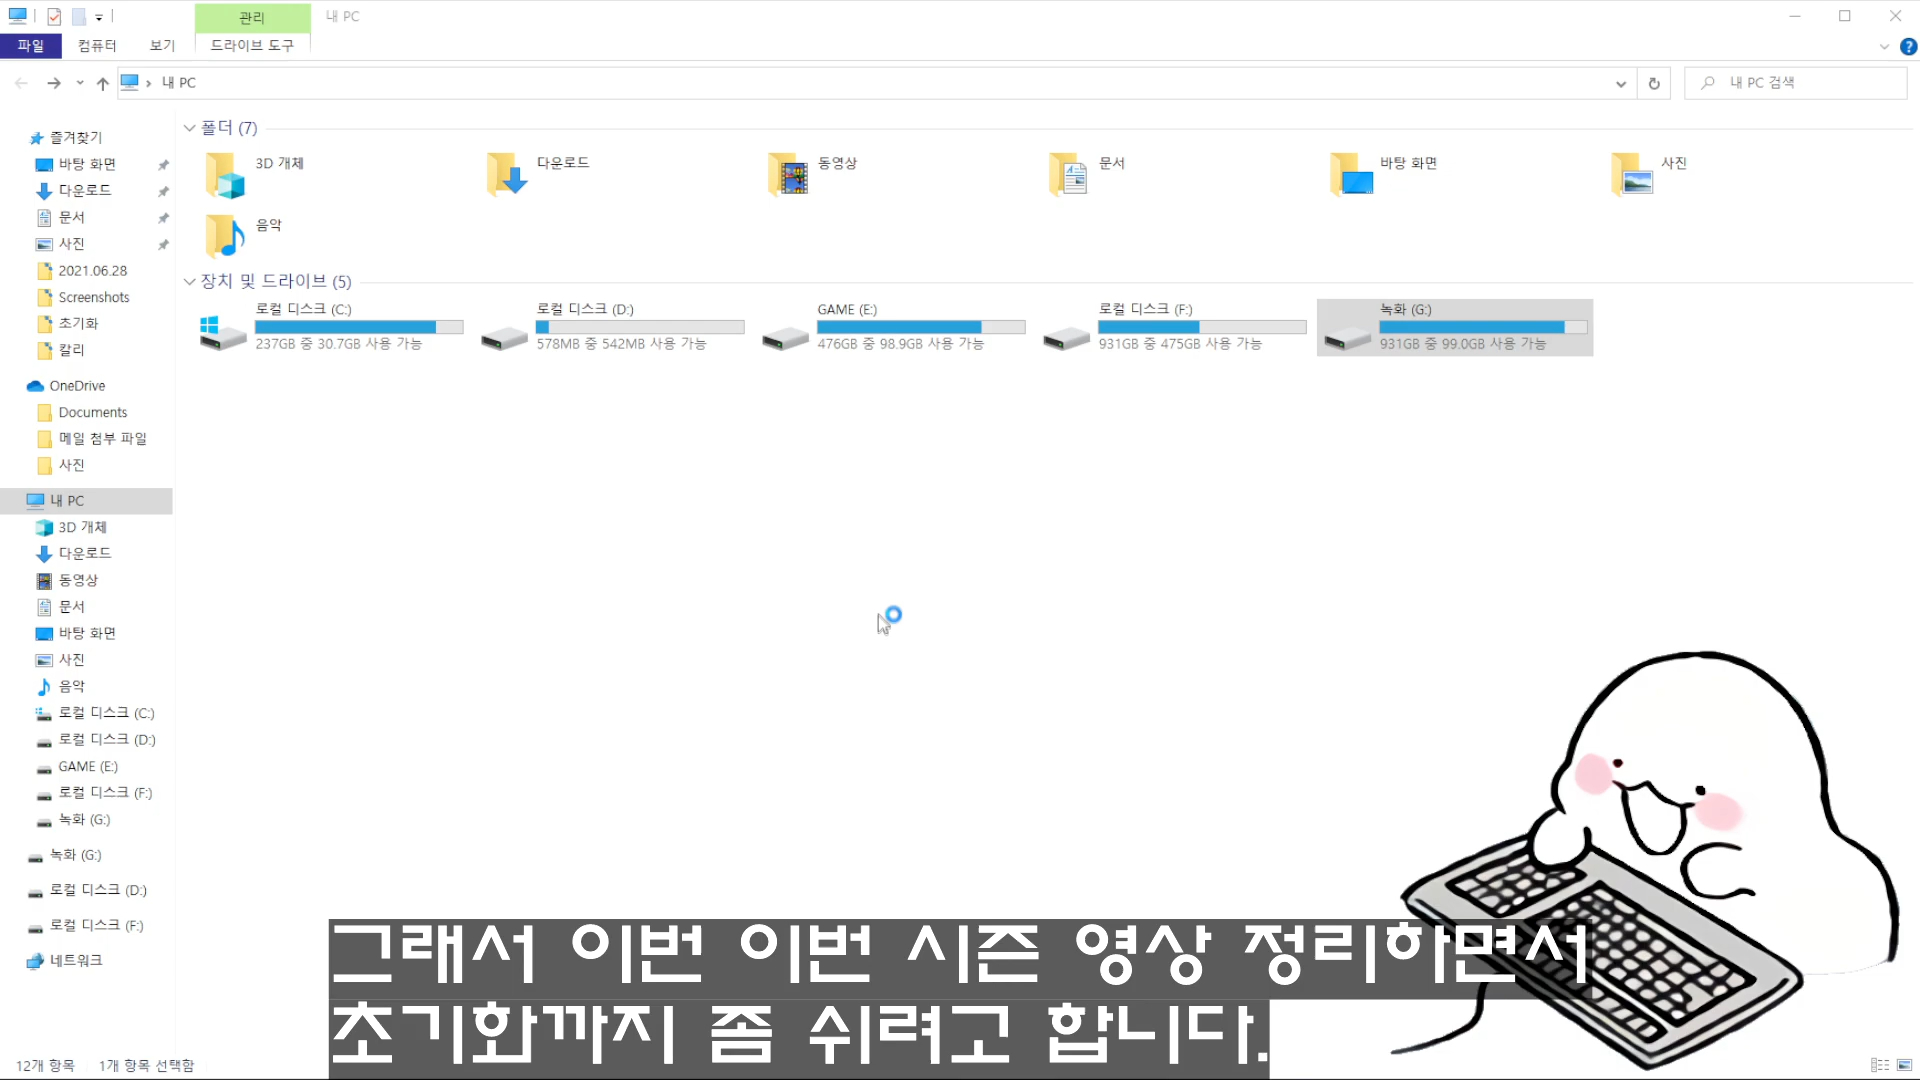 관리
내 PC
파일
컴퓨터
보기
드라이브 도구
내 PC
내 PC 검색
즐겨찾기
바탕 화면
다운로드
문서
사진
2021.06.28
Screenshots
초기화
칼리
OneDrive
Documents
메일 첨부 파일
사진
내 PC
3D 개체
다운로드
동영상
문서
바탕 화면
사진
음악
로컬 디스크 (C:)
로컬 디스크 (D:)
GAME (E:)
로컬 디스크 (F:)
녹화 (G:)
녹화 (G:)
로컬 디스크 (D:)
로컬 디스크 (F:)
네트워크
폴더 (7)
3D 개체
다운로드
동영상
문서
바탕 화면
사진
음악
장치 및 드라이브 (5)
로컬 디스크 (C:)
237GB 중 30.7GB 사용 가능
로컬 디스크 (D:)
578MB 중 542MB 사용 가능
GAME (E:)
476GB 중 98.9GB 사용 가능
로컬 디스크 (F:)
931GB 중 475GB 사용 가능
녹화 (G:)
931GB 중 99.0GB 사용 가능
그래서 이번 이번 시즌 영상 정리하면서
초기화까지 좀 쉬려고 합니다.
12개 항목
1개 항목 선택함